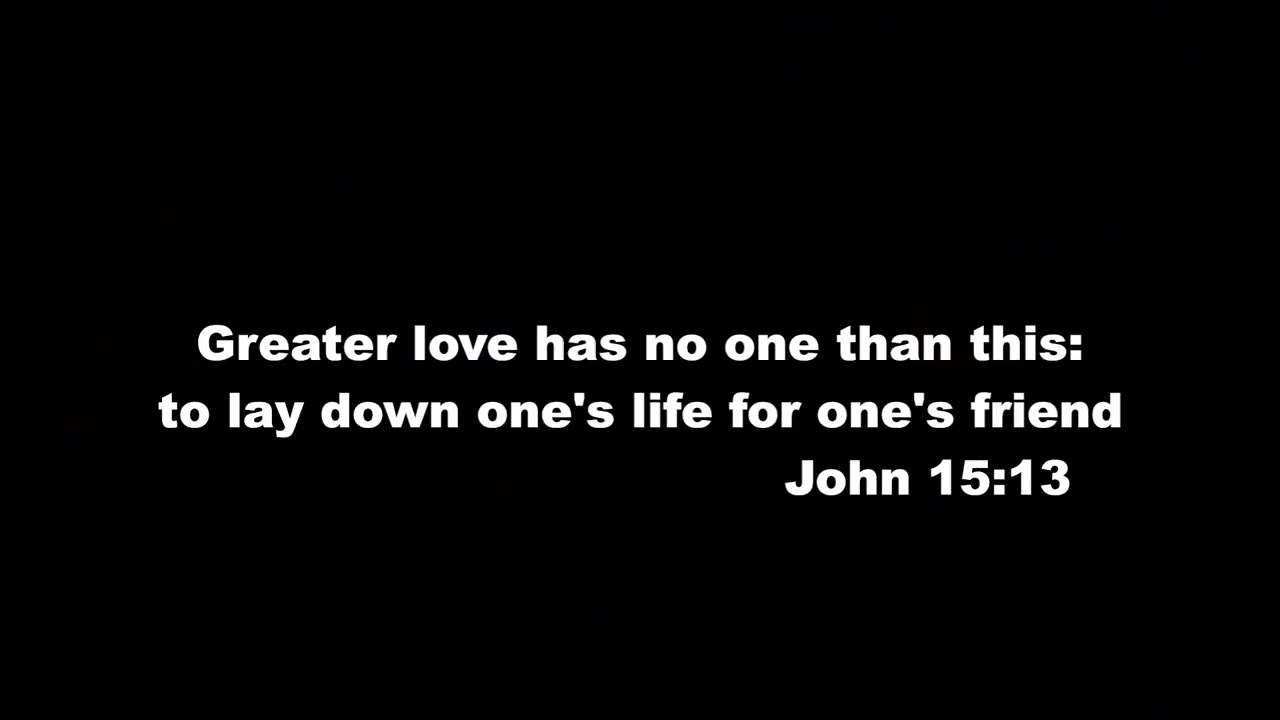 Greater love has no one than this:
to lay down one's life for one's friend
John 15:13